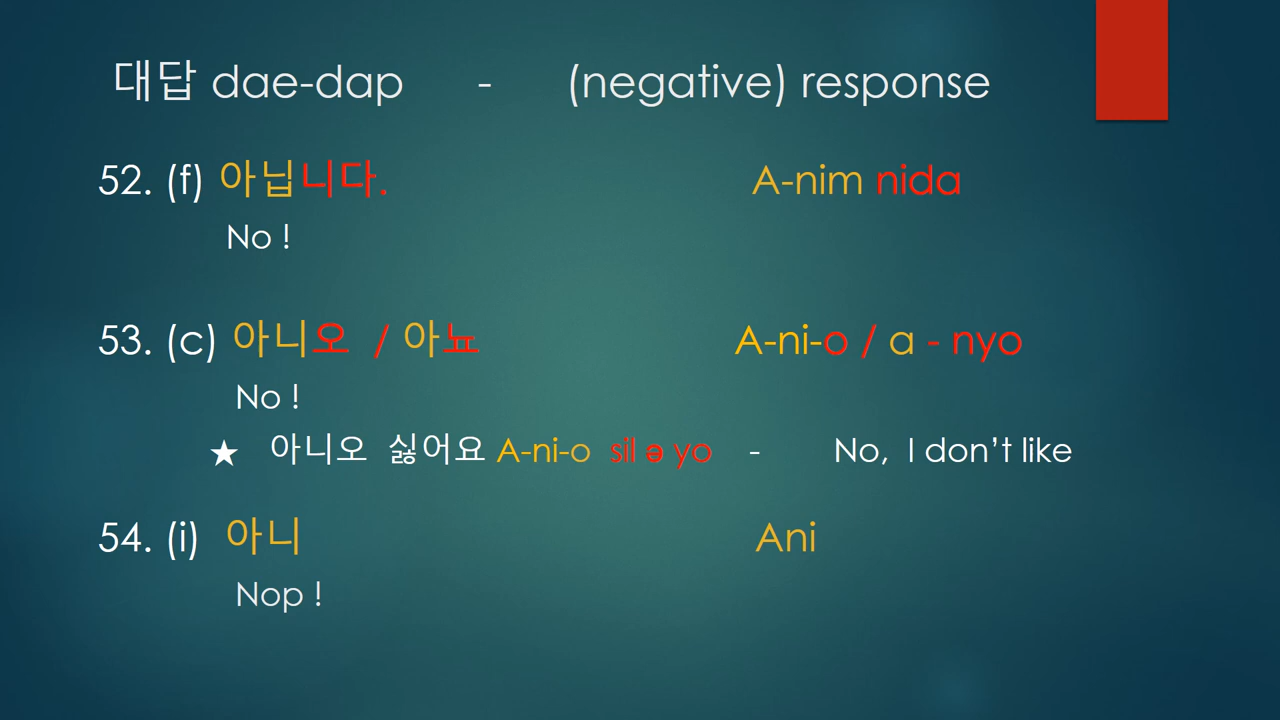 대답 dae-dap - (negative) response
52. (f) 아닙니다. A-nim nida
No !
53. (c) 아니오 / 아뇨 A-ni-o / a - nyo
No !
★ 아니오 싫어요 A-ni-o sil ə yo - No, I don't like
54. (i) 아니 Ani
Nop !